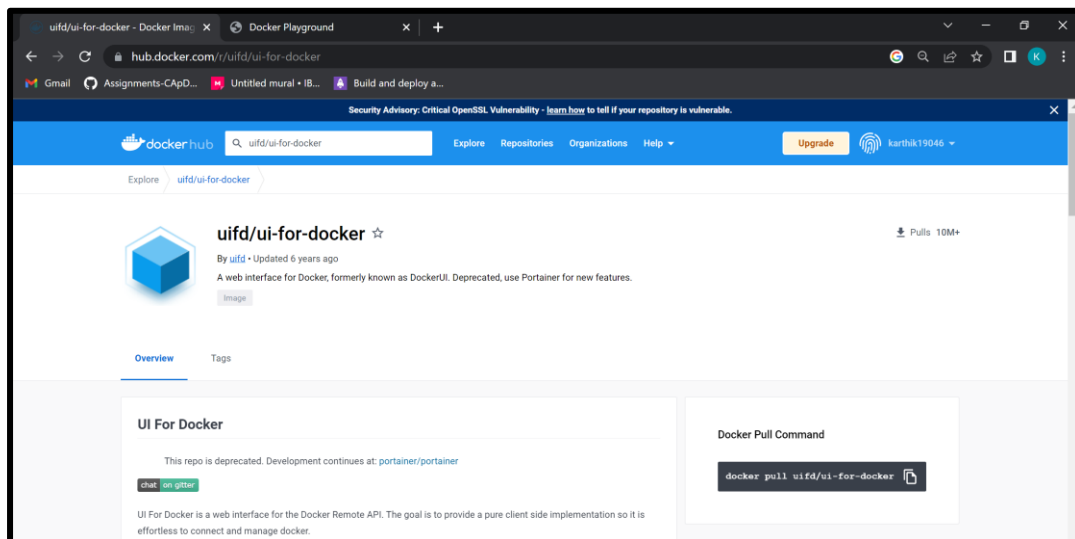 uifd/ui-for-docker - Docker Imag
Docker Playground
hub.docker.com/r/uifd/ui-for-docker
K
Gmail
Assignments-CApD...
Untitled mural • IB...
Build and deploy a...
Security Advisory: Critical OpenSSL Vulnerability - learn how to tell if your repository is vulnerable.
docker hub
uifd/ui-for-docker
Explore
Repositories
Organizations
Help
Upgrade
karthik19046
Explore
uifd/ui-for-docker
uifd/ui-for-docker
Pulls 10M+
By uifd • Updated 6 years ago
A web interface for Docker, formerly known as DockerUI. Deprecated, use Portainer for new features.
Image
Overview
Tags
UI For Docker
This repo is deprecated. Development continues at: portainer/portainer
chat on gitter
UI For Docker is a web interface for the Docker Remote API. The goal is to provide a pure client side implementation so it is
effortless to connect and manage docker.
Docker Pull Command
docker pull uifd/ui-for-docker